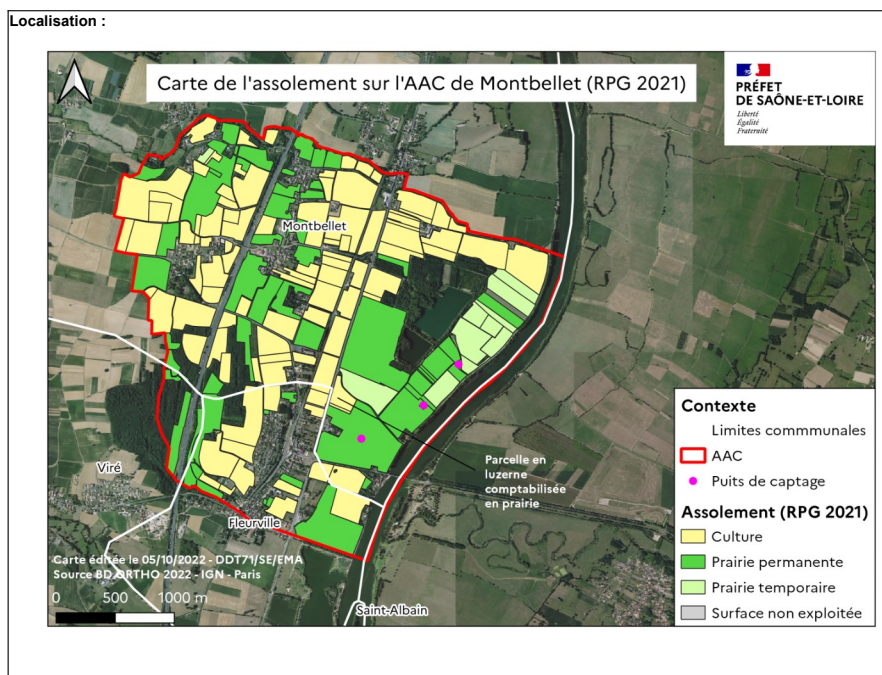 Localisation :
Carte de l'assolement sur l'AAC de Montbellet (RPG 2021)
PRÉFET
DE SAÔNE-ET-LOIRE
Liberté
Égalité
Fraternité
Montbellet
Viré
Fleurville
Saint-Albain
Parcelle en
luzerne
comptabilisée
en prairie
Contexte
Limites commmunales
AAC
Puits de captage
Assolement (RPG 2021)
Culture
Prairie permanente
Prairie temporaire
Surface non exploitée
Carte éditée le 05/10/2022 - DDT71/SE/EMA
Source BD ORTHO 2022 - IGN - Paris
0 500 1000 m